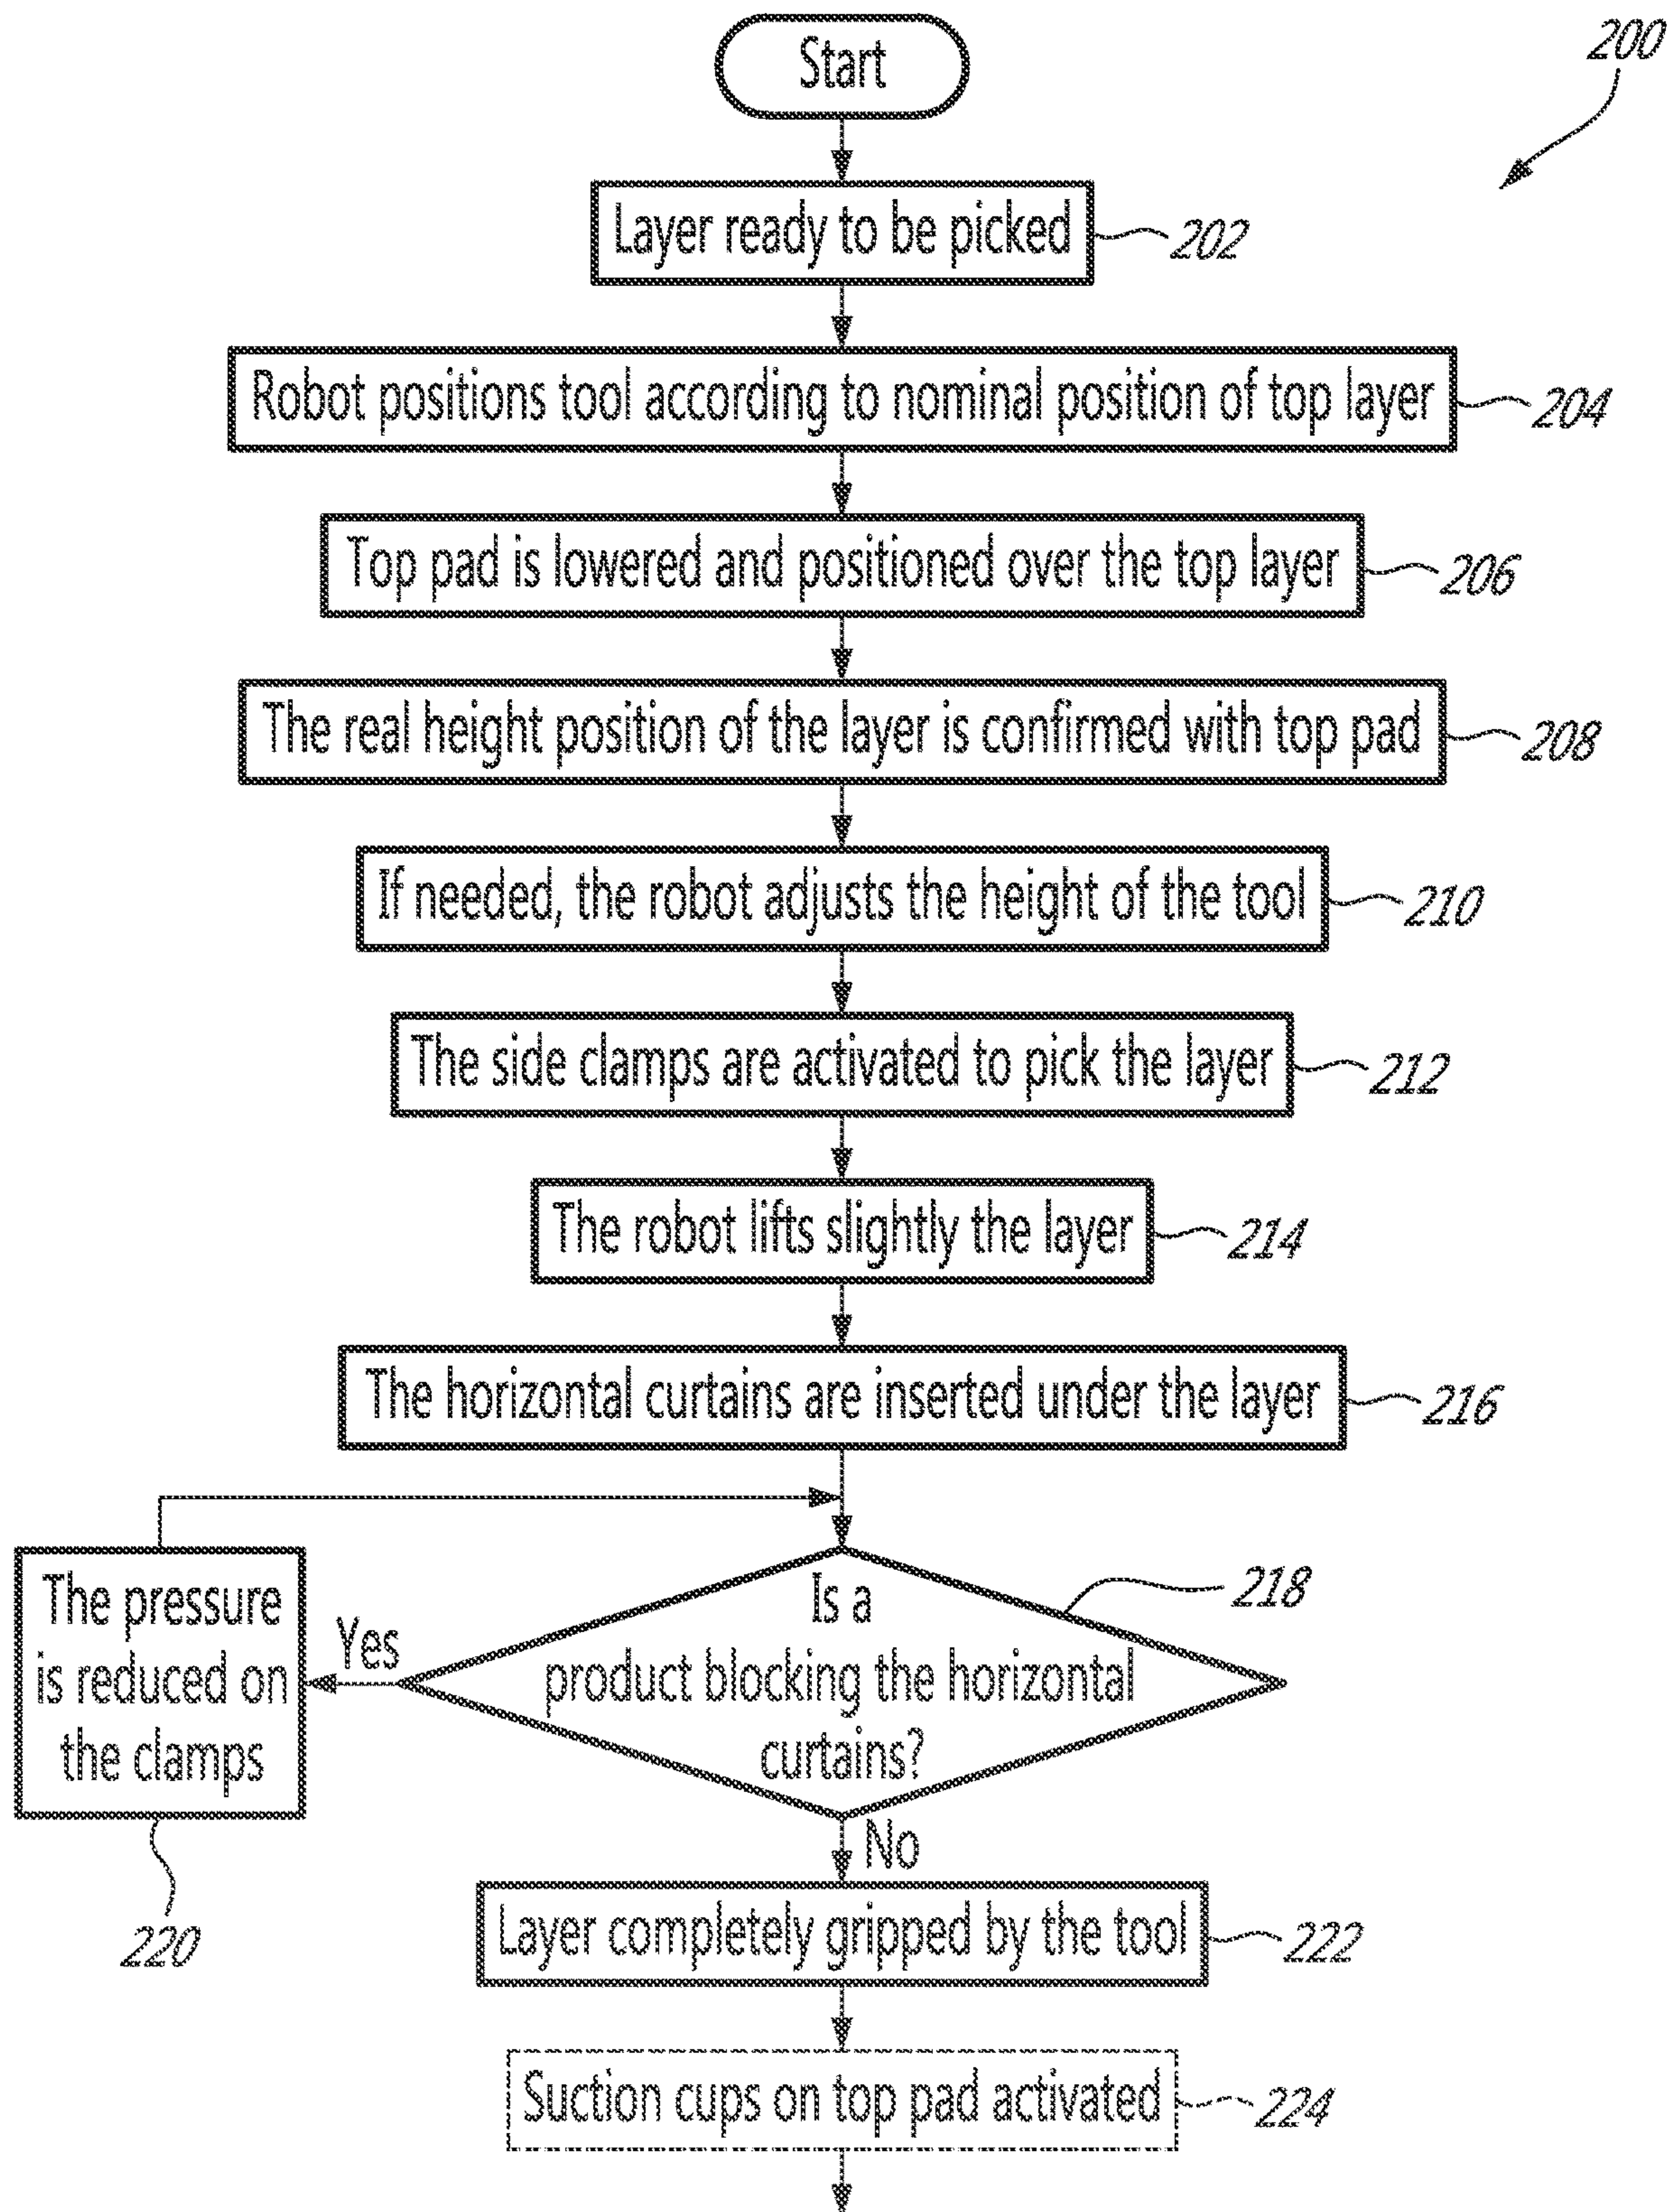 Start
200
Layer ready to be picked
202
Robot positions tool according to nominal position of top layer
204
Top pad is lowered and positioned over the top layer
206
The real height position of the layer is confirmed with top pad
208
If needed, the robot adjusts the height of the tool
210
The side clamps are activated to pick the layer
212
The robot lifts slightly the layer
214
The horizontal curtains are inserted under the layer
216
Is a
product blocking the horizontal
curtains?
218
Yes
The pressure
is reduced on
the clamps
220
No
Layer completely gripped by the tool
222
Suction cups on top pad activated
224